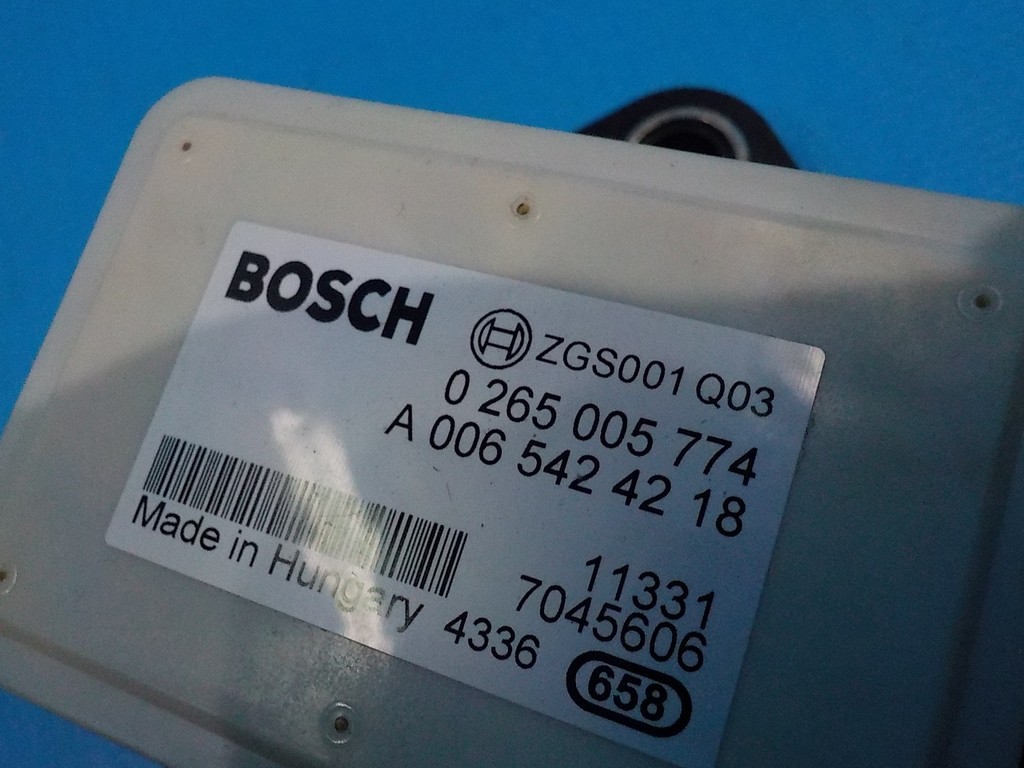 BOSCH
ZGS001 Q03
0 265 005 774
A 006 542 42 18
Made in Hungary
11331
7045606
4336
658